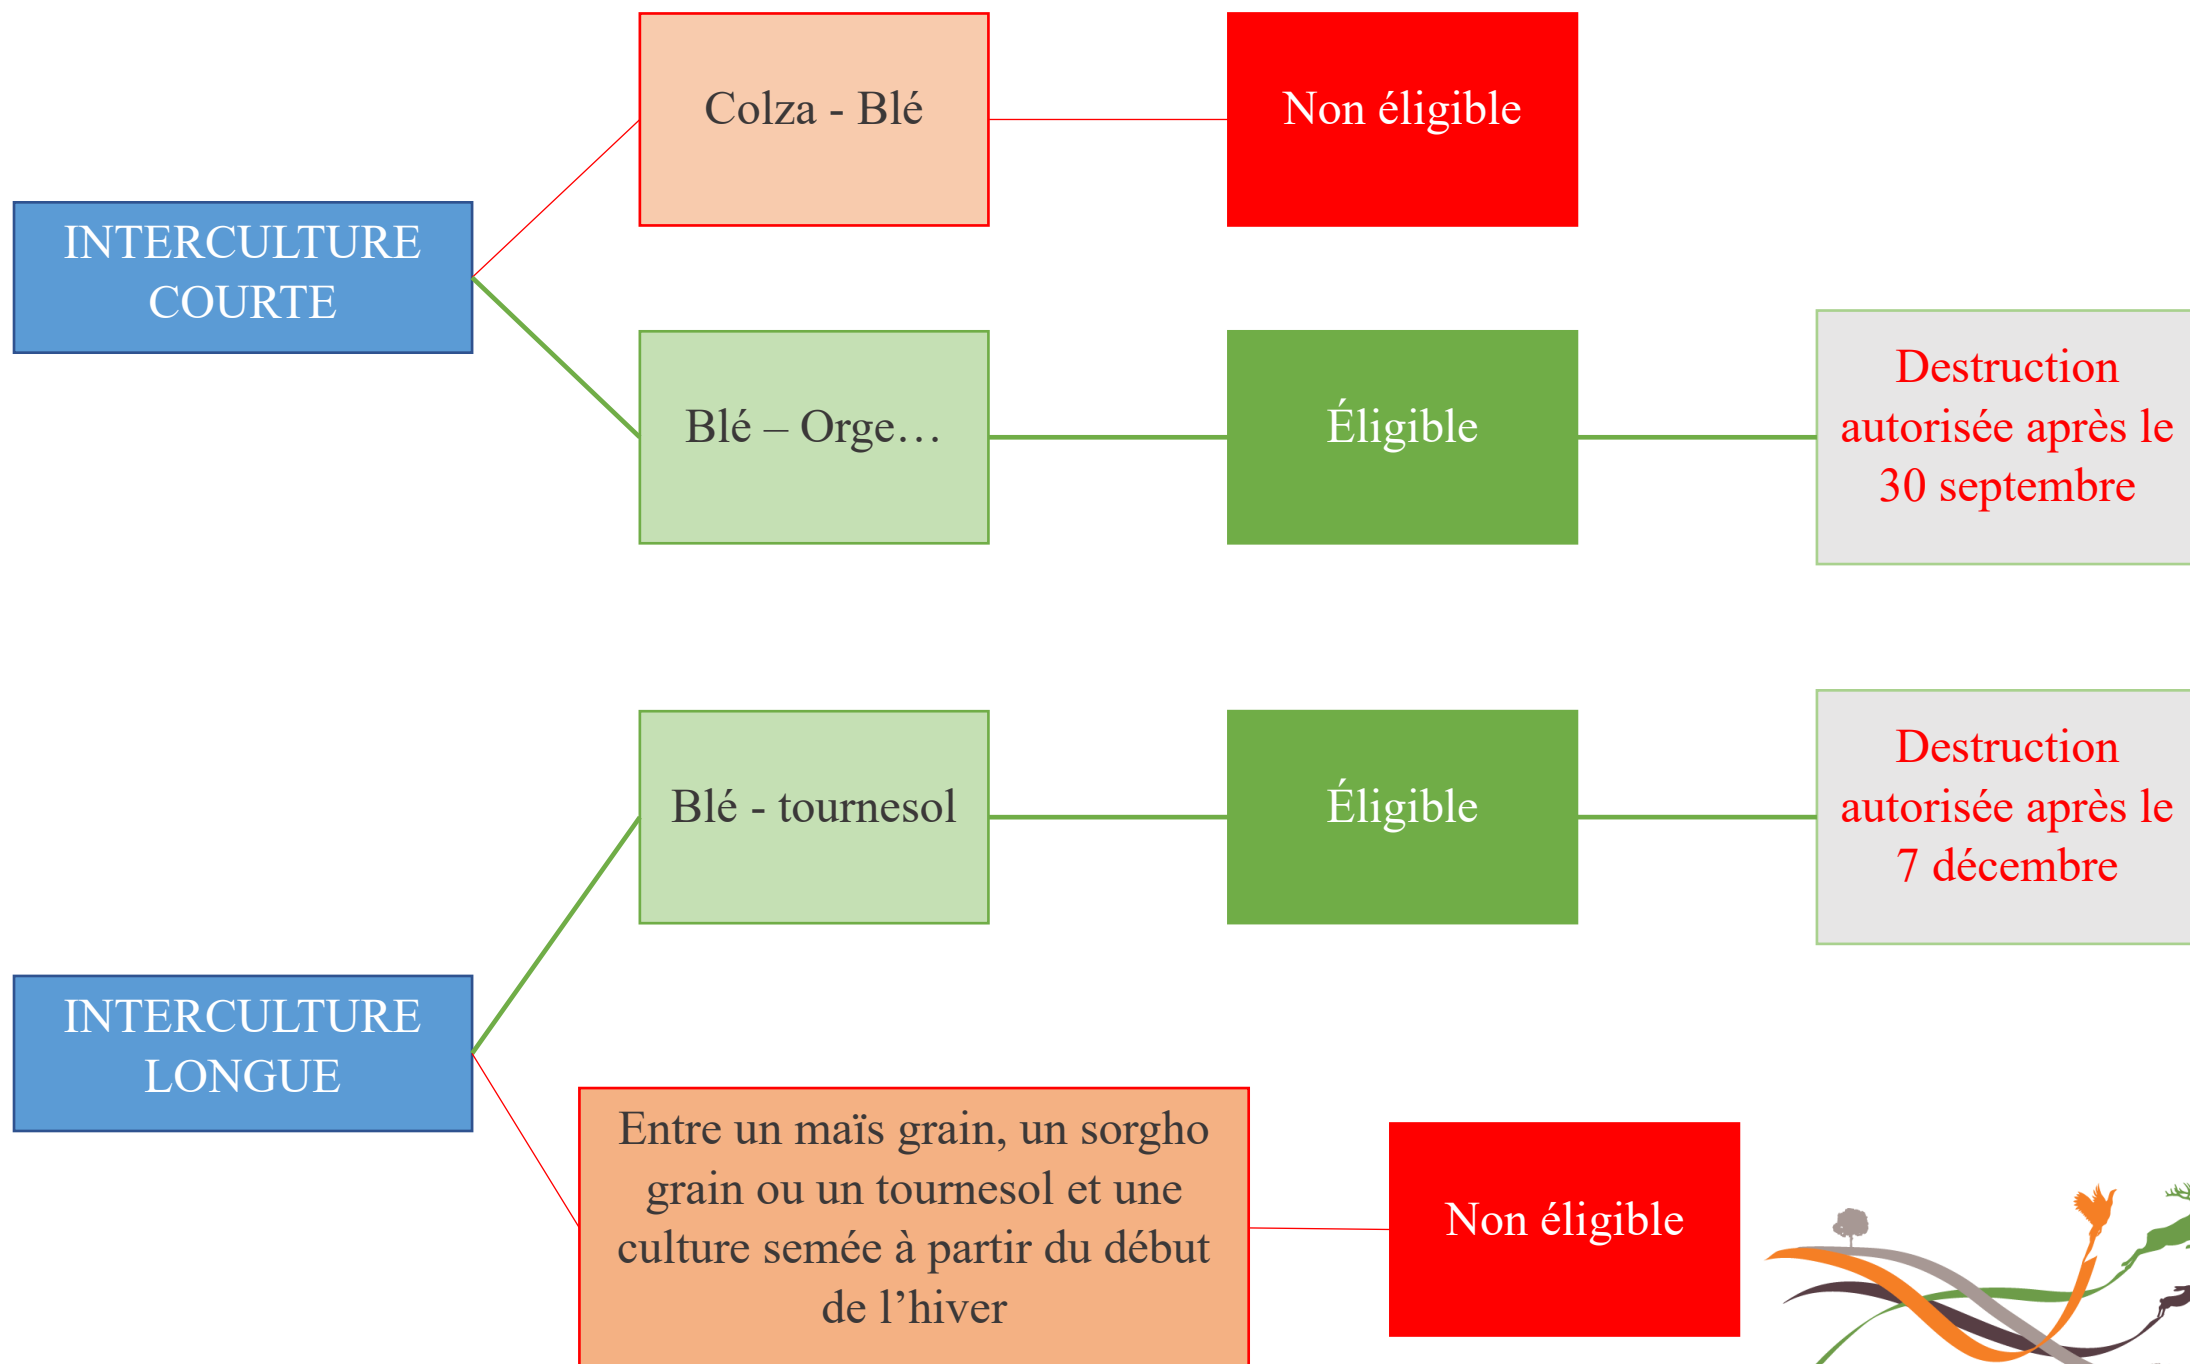 Colza - Blé
Non éligible
INTERCULTURE
COURTE
Blé – Orge…
Éligible
Destruction
autorisée après le
30 septembre
Blé - tournesol
Éligible
Destruction
autorisée après le
7 décembre
INTERCULTURE
LONGUE
Entre un maïs grain, un sorgho
grain ou un tournesol et une
culture semée à partir du début
de l’hiver
Non éligible